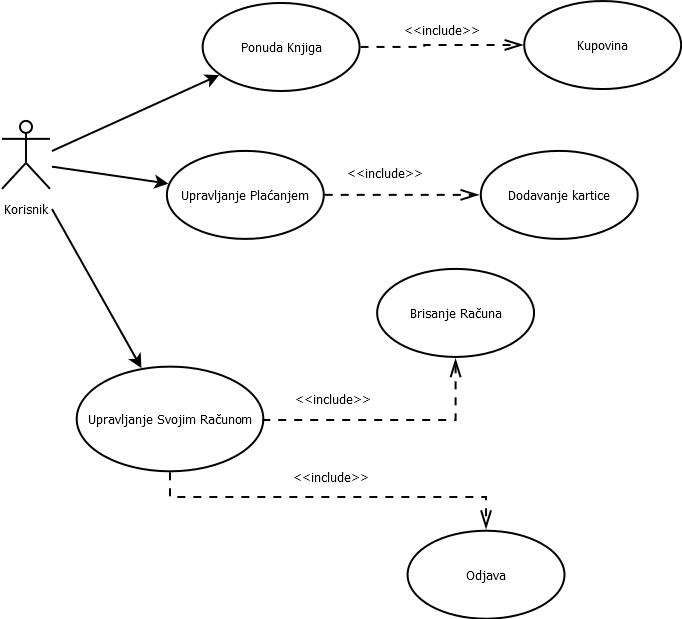 <<include>>
Ponuda Knjiga
Kupovina
<<include>>
Upravljanje Plaćanjem
Dodavanje kartice
Korisnik
Brisanje Računa
<<include>>
Upravljanje Svojim Računom
<<include>>
Odjava